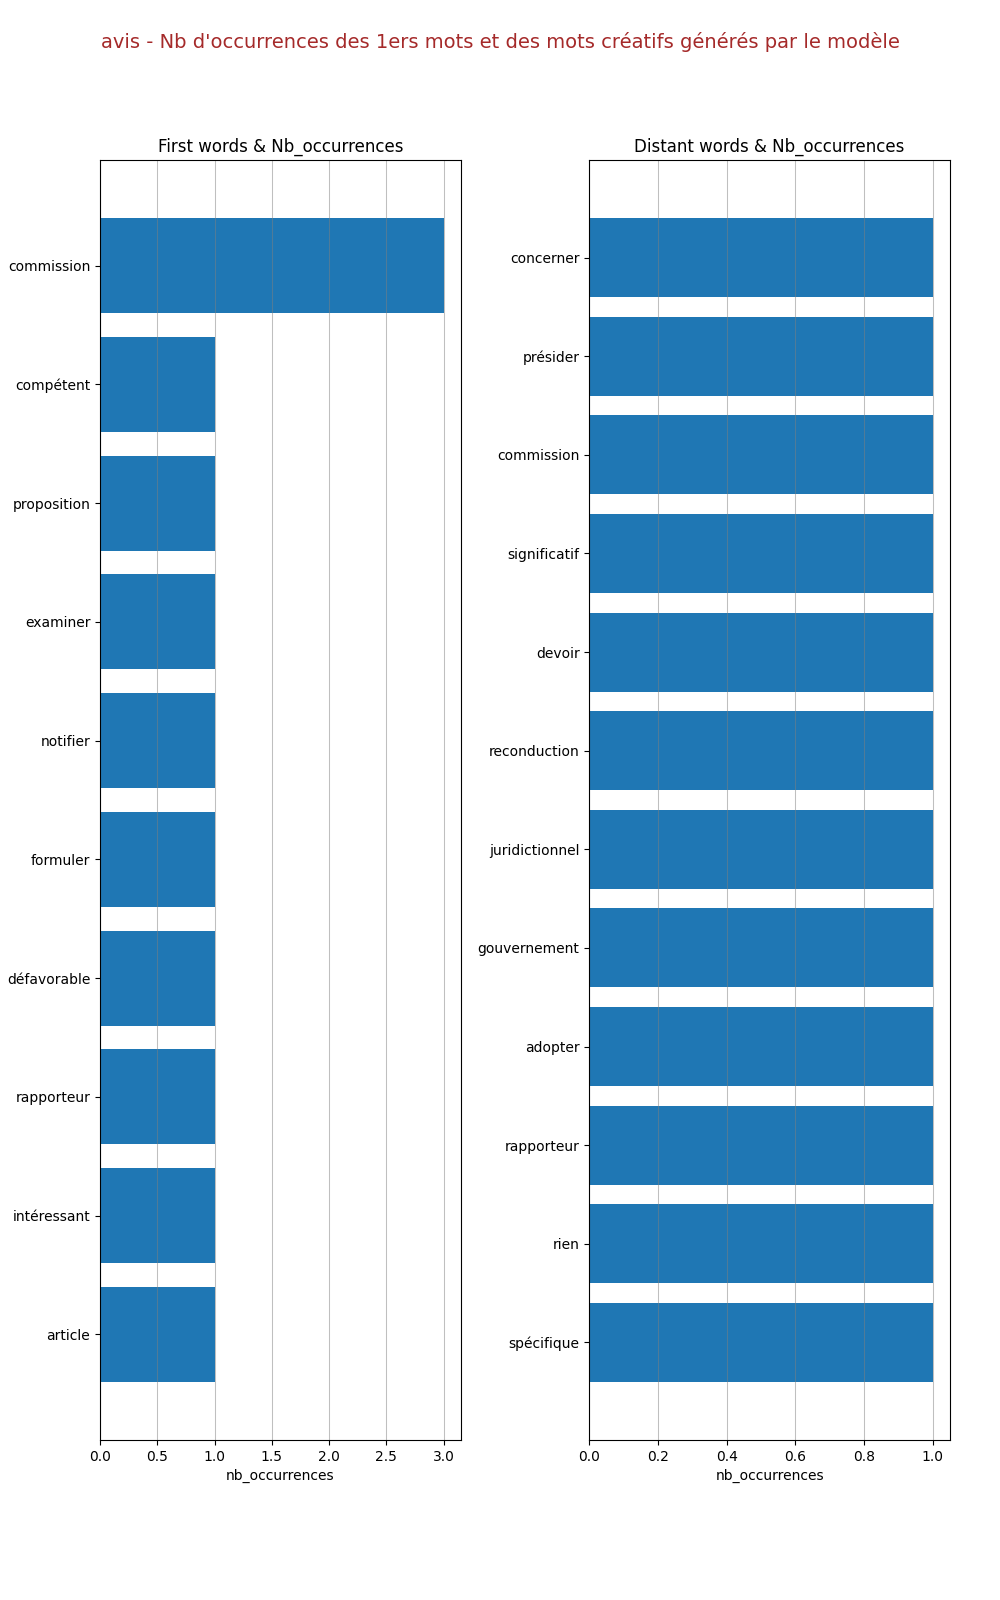 avis - Nb d'occurrences des 1ers mots et des mots créatifs générés par le modèle
First words & Nb_occurrences
commission
compétent
proposition
examiner
notifier
formuler
défavorable
rapporteur
intéressant
article
0.0 0.5 1.0 1.5 2.0 2.5 3.0
nb_occurrences
Distant words & Nb_occurrences
concerner
présider
commission
significatif
devoir
reconduction
juridictionnel
gouvernement
adopter
rapporteur
rien
spécifique
0.0 0.2 0.4 0.6 0.8 1.0
nb_occurrences